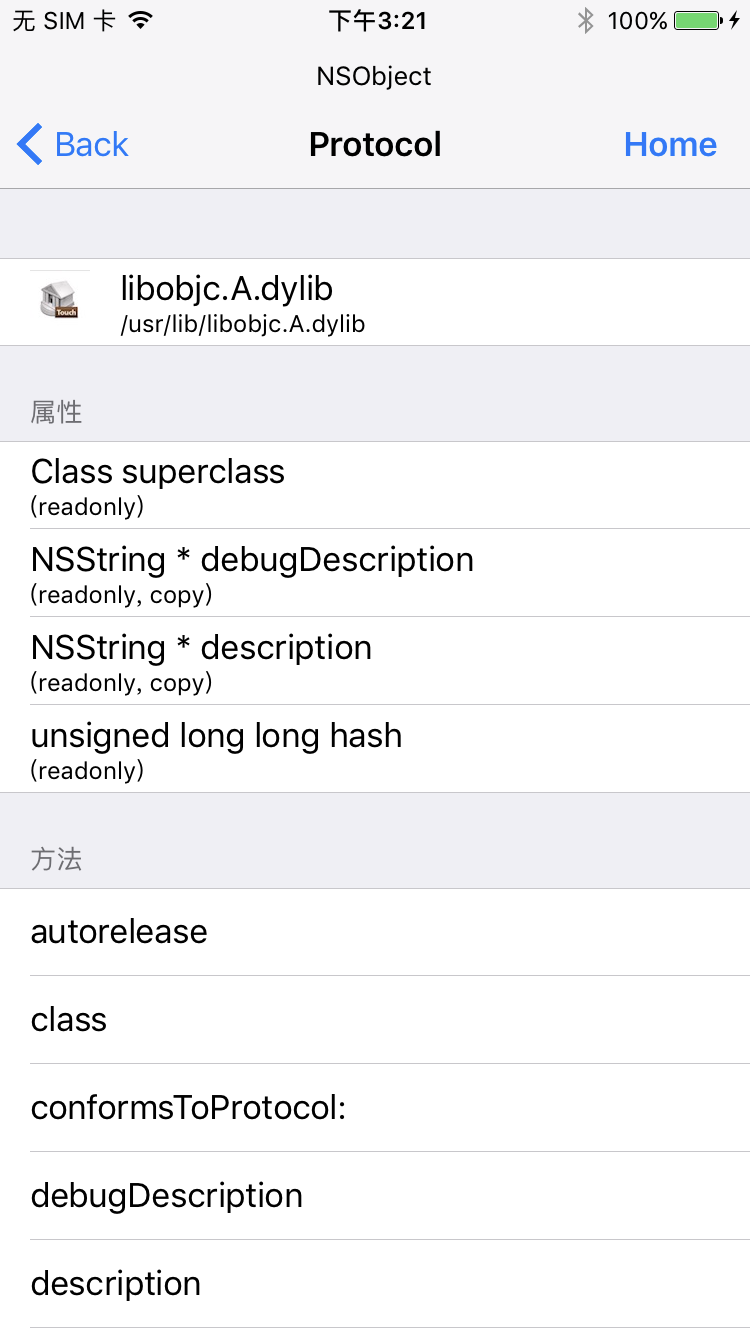 无 SIM 卡 下午3:21 100%
NSObject
Back Protocol Home
Touch
libobjc.A.dylib
/usr/lib/libobjc.A.dylib
属性
Class superclass
(readonly)
NSString * debugDescription
(readonly, copy)
NSString * description
(readonly, copy)
unsigned long long hash
(readonly)
方法
autorelease
class
conformsToProtocol:
debugDescription
description